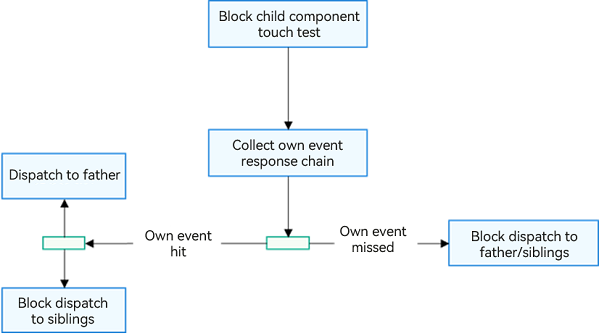 Block child component
touch test
Collect own event
response chain
Dispatch to father
Own event
hit
Own event
missed
Block dispatch to
father/siblings
Block dispatch
to siblings